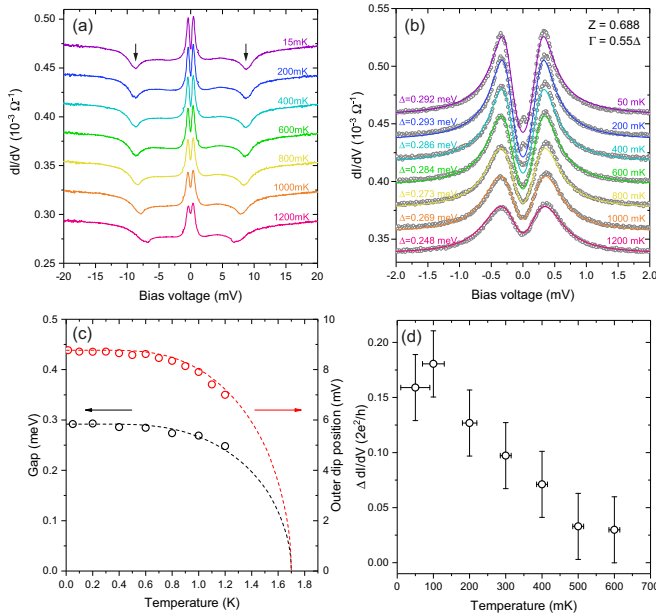 (a)
15mK
200mK
400mK
600mK
800mK
1000mK
1200mK
0.50
0.45
0.40
0.35
0.30
0.25
dI/dV (10⁻³ Ω⁻¹)
-20 -15 -10 -5 0 5 10 15 20
Bias voltage (mV)
(b)
Z = 0.688
Γ = 0.55Δ
Δ=0.292 meV 50 mK
Δ=0.293 meV 200 mK
Δ=0.286 meV 400 mK
Δ=0.284 meV 600 mK
Δ=0.273 meV 800 mK
Δ=0.269 meV 1000 mK
Δ=0.248 meV 1200 mK
0.50
0.45
0.40
0.35
dI/dV (10⁻³ Ω⁻¹)
-2.0 -1.5 -1.0 -0.5 0.0 0.5 1.0 1.5 2.0
Bias voltage (mV)
(c)
0.5
0.4
0.3
0.2
0.1
0.0
Gap (meV)
10
8
6
4
2
0
Outer dip position (mV)
0.0 0.2 0.4 0.6 0.8 1.0 1.2 1.4 1.6 1.8
Temperature (K)
(d)
0.20
0.15
0.10
0.05
0.00
Δ dI/dV (2e²/h)
0 100 200 300 400 500 600 700
Temperature (mK)